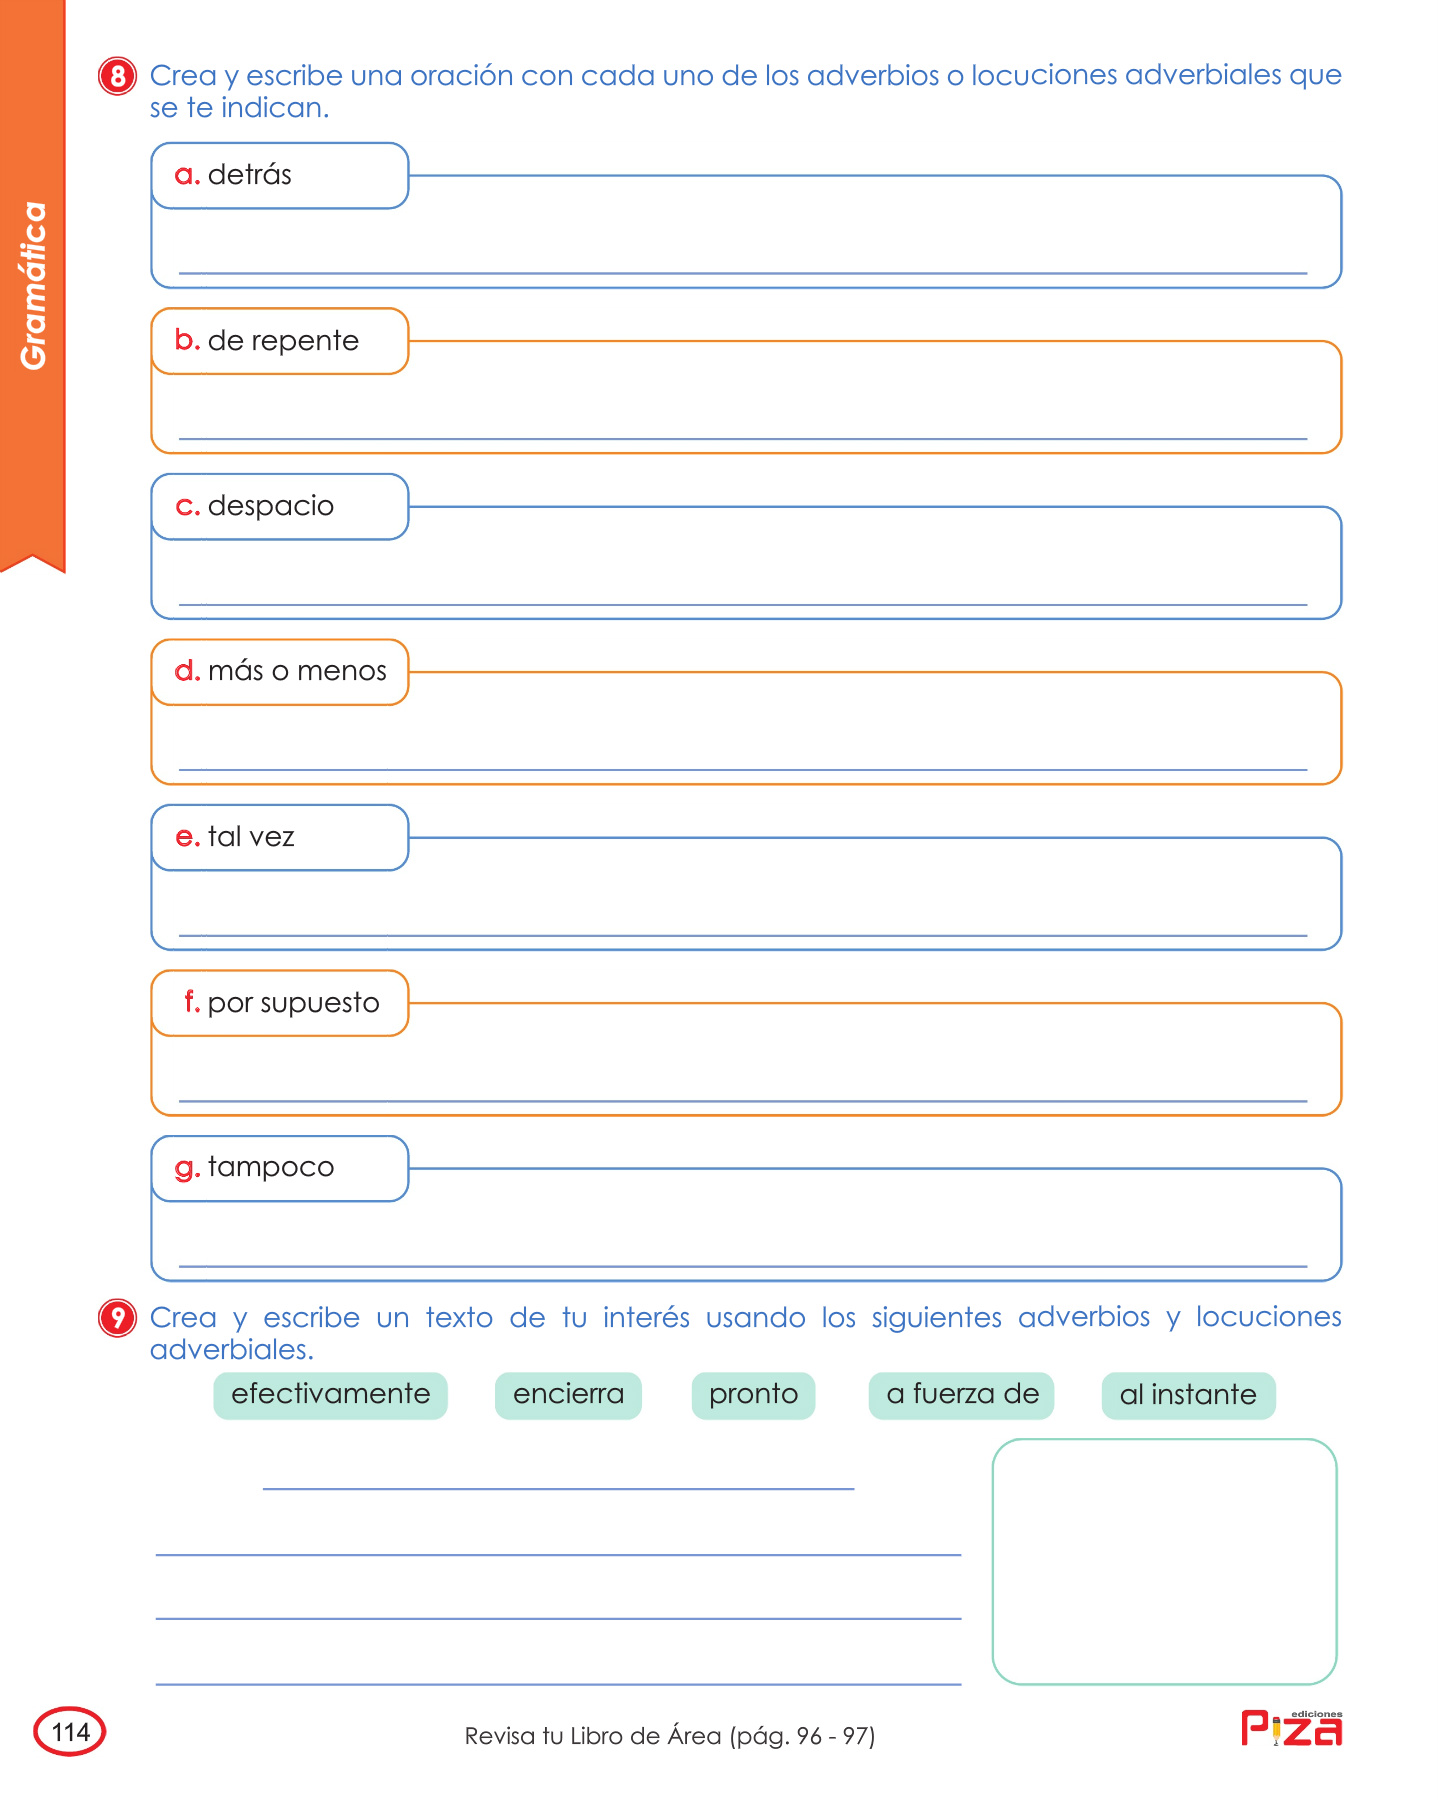 Gramática
8 Crea y escribe una oración con cada uno de los adverbios o locuciones adverbiales que
se te indican.
a. detrás
b. de repente
c. despacio
d. más o menos
e. tal vez
f. por supuesto
g. tampoco
9 Crea y escribe un texto de tu interés usando los siguientes adverbios y locuciones
adverbiales.
efectivamente encierra pronto a fuerza de al instante
114
Revisa tu Libro de Área (pág. 96 - 97)
ediciones
Piza